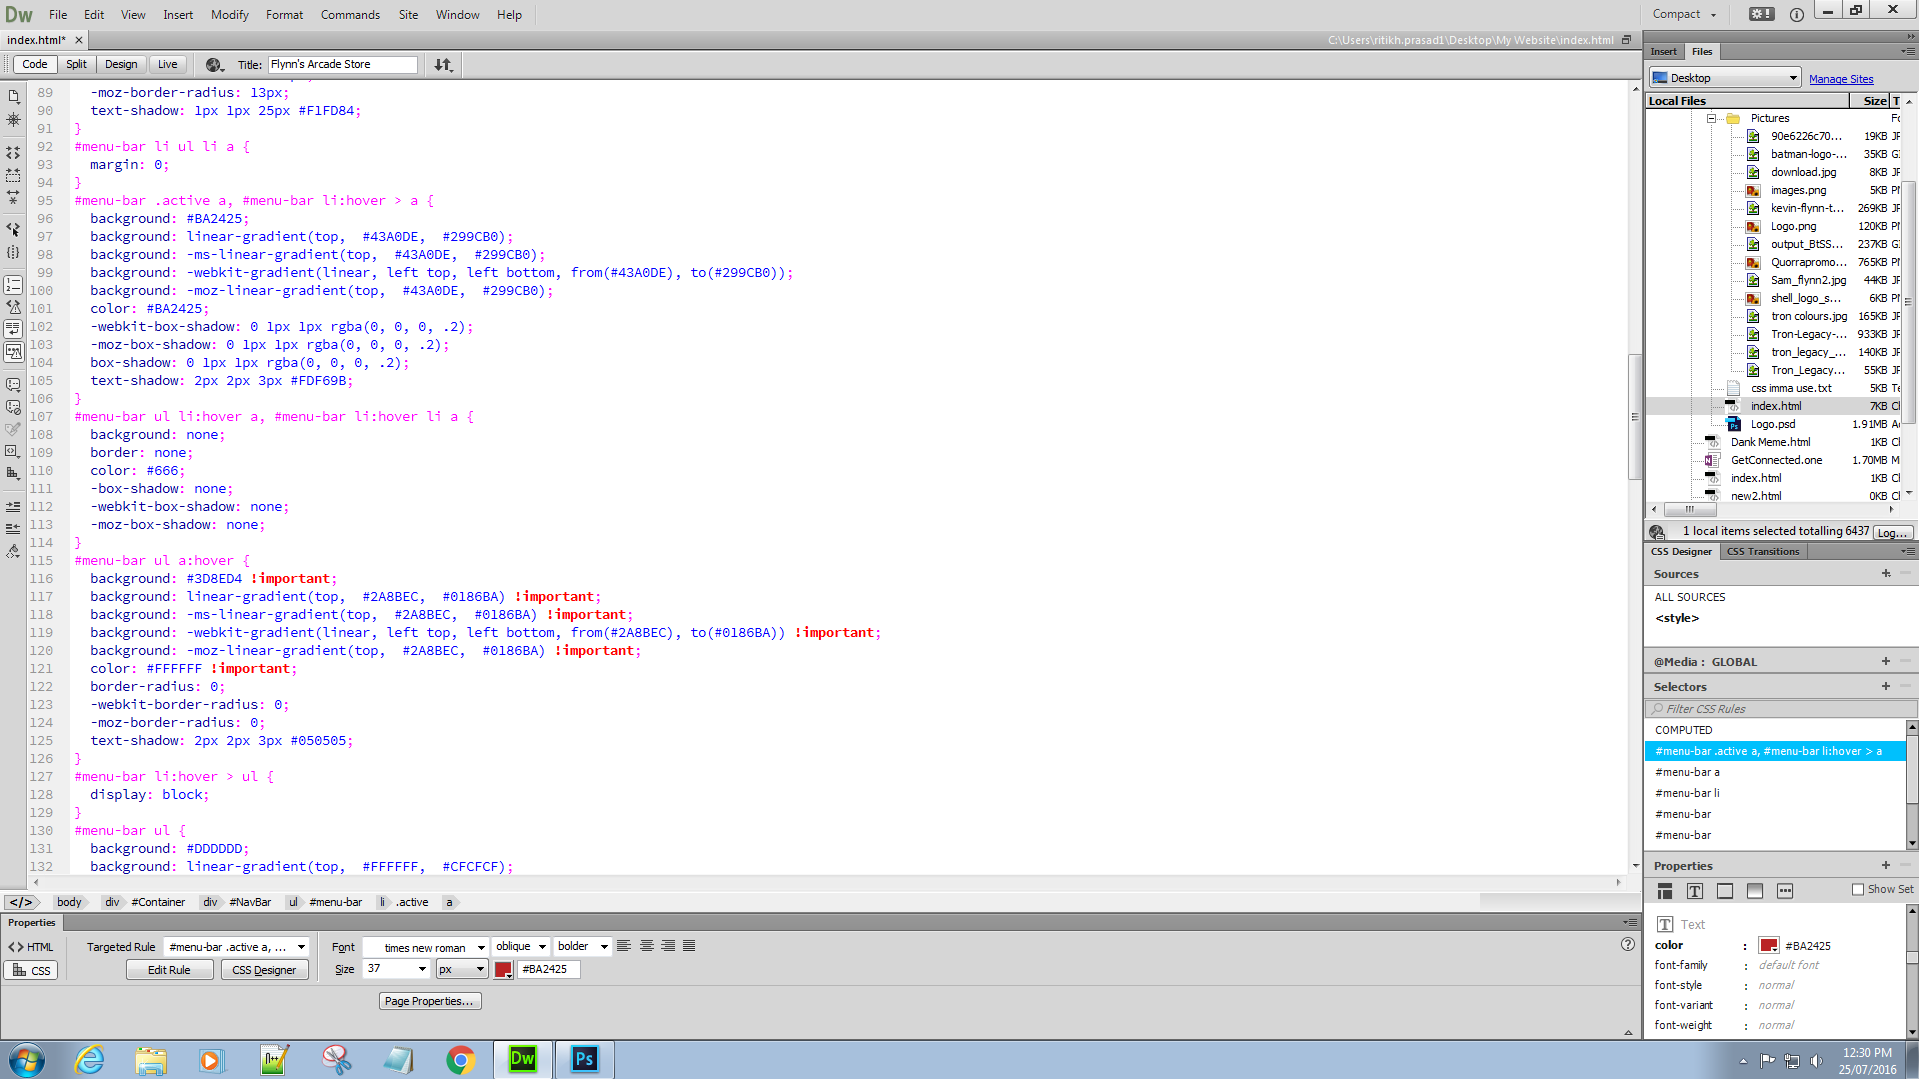 Dw File Edit View Insert Modify Format Commands Site Window Help Compact
index.html* C:\Users\ritikh.prasad1\Desktop\My Website\index.html
Code Split Design Live Title: Flynn's Arcade Store
89 -moz-border-radius: 13px;
90 text-shadow: 1px 1px 25px #F1FD84;
91 }
92 #menu-bar li ul li a {
93 margin: 0;
94 }
95 #menu-bar .active a, #menu-bar li:hover > a {
96 background: #BA2425;
97 background: linear-gradient(top,  #43A0DE,  #299CB0);
98 background: -ms-linear-gradient(top,  #43A0DE,  #299CB0);
99 background: -webkit-gradient(linear, left top, left bottom, from(#43A0DE), to(#299CB0));
100 background: -moz-linear-gradient(top,  #43A0DE,  #299CB0);
101 color: #BA2425;
102 -webkit-box-shadow: 0 1px 1px rgba(0, 0, 0, .2);
103 -moz-box-shadow: 0 1px 1px rgba(0, 0, 0, .2);
104 box-shadow: 0 1px 1px rgba(0, 0, 0, .2);
105 text-shadow: 2px 2px 3px #FDF69B;
106 }
107 #menu-bar ul li:hover a, #menu-bar li:hover li a {
108 background: none;
109 border: none;
110 color: #666;
111 -box-shadow: none;
112 -webkit-box-shadow: none;
113 -moz-box-shadow: none;
114 }
115 #menu-bar ul a:hover {
116 background: #3D8ED4 !important;
117 background: linear-gradient(top,  #2A8BEC,  #0186BA) !important;
118 background: -ms-linear-gradient(top,  #2A8BEC,  #0186BA) !important;
119 background: -webkit-gradient(linear, left top, left bottom, from(#2A8BEC), to(#0186BA)) !important;
120 background: -moz-linear-gradient(top,  #2A8BEC,  #0186BA) !important;
121 color: #FFFFFF !important;
122 border-radius: 0;
123 -webkit-border-radius: 0;
124 -moz-border-radius: 0;
125 text-shadow: 2px 2px 3px #050505;
126 }
127 #menu-bar li:hover > ul {
128 display: block;
129 }
130 #menu-bar ul {
131 background: #DDDDDD;
132 background: linear-gradient(top,  #FFFFFF,  #CFCFCF);
</> body div #Container div #NavBar ul #menu-bar li .active a
Properties
<> HTML Targeted Rule #menu-bar .active a, ... Font times new roman oblique bolder
CSS Edit Rule CSS Designer Size 37 px #BA2425
Page Properties...
Insert Files
Desktop Manage Sites
Local Files Size T
Pictures Fo
90e6226c70... 19KB JP
batman-logo-... 35KB GI
download.jpg 8KB JP
images.png 5KB PN
kevin-flynn-t... 269KB JP
Logo.png 120KB PN
output_BtSS... 237KB GI
Quorrapromo... 765KB PN
Sam_flynn2.jpg 44KB JP
shell_logo_s... 6KB PN
tron colours.jpg 165KB JP
Tron-Legacy-... 933KB JP
tron_legacy_... 140KB JP
Tron_Legacy... 55KB JP
css imma use.txt 5KB Te
index.html 7KB Cl
Logo.psd 1.91MB Ac
Dank Meme.html 1KB Cl
GetConnected.one 1.70MB M
index.html 1KB Cl
new2.html 0KB Cl
1 local items selected totalling 6437 Log...
CSS Designer CSS Transitions
Sources
ALL SOURCES
<style>
@Media : GLOBAL
Selectors
Filter CSS Rules
COMPUTED
#menu-bar .active a, #menu-bar li:hover > a
#menu-bar a
#menu-bar li
#menu-bar
#menu-bar
Properties
Show Set
T Text
color : #BA2425
font-family : default font
font-style : normal
font-variant : normal
font-weight : normal
Dw Ps
12:30 PM
25/07/2016